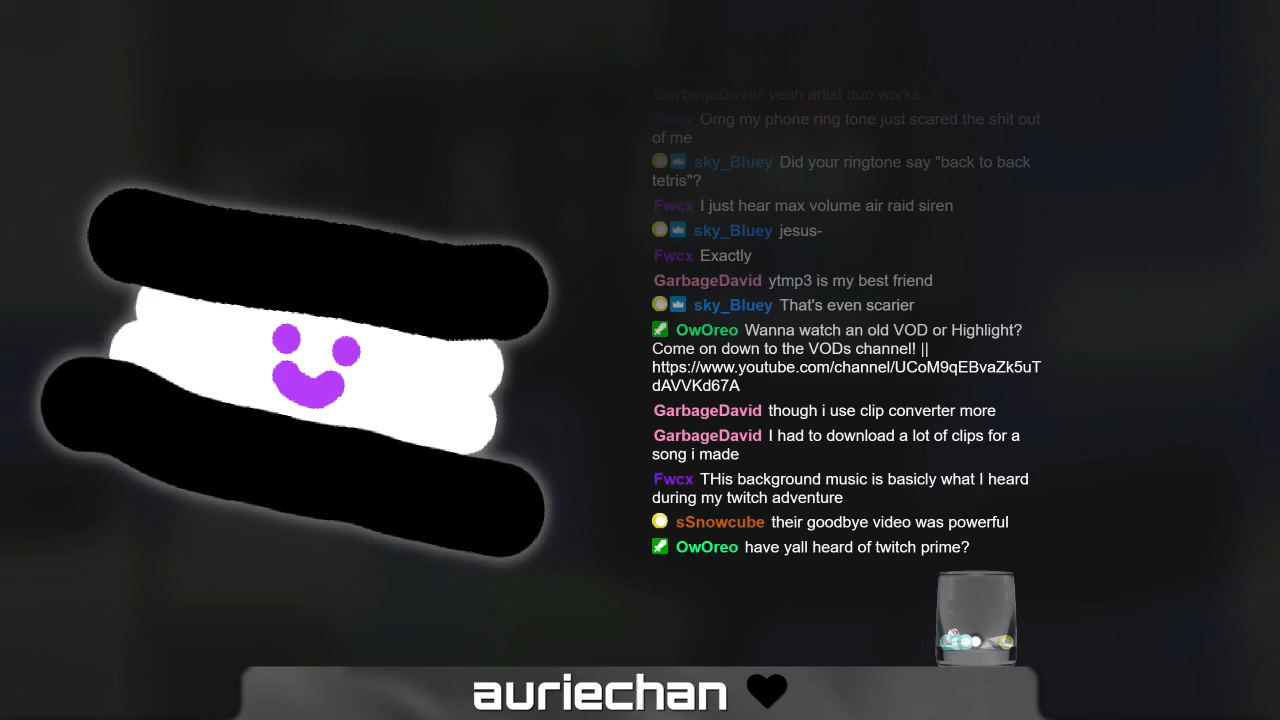 GarbageDavid yeah artist duo works
Fwcx Omg my phone ring tone just scared the shit out
of me
sky_Bluey Did your ringtone say "back to back
tetris"?
Fwcx I just hear max volume air raid siren
sky_Bluey jesus-
Fwcx Exactly
GarbageDavid ytmp3 is my best friend
sky_Bluey That's even scarier
OwOreo Wanna watch an old VOD or Highlight?
Come on down to the VODs channel! ||
https://www.youtube.com/channel/UCoM9qEBvaZk5uT
dAVVKd67A
GarbageDavid though i use clip converter more
GarbageDavid I had to download a lot of clips for a
song i made
Fwcx THis background music is basicly what I heard
during my twitch adventure
sSnowcube their goodbye video was powerful
OwOreo have yall heard of twitch prime?
auriechan